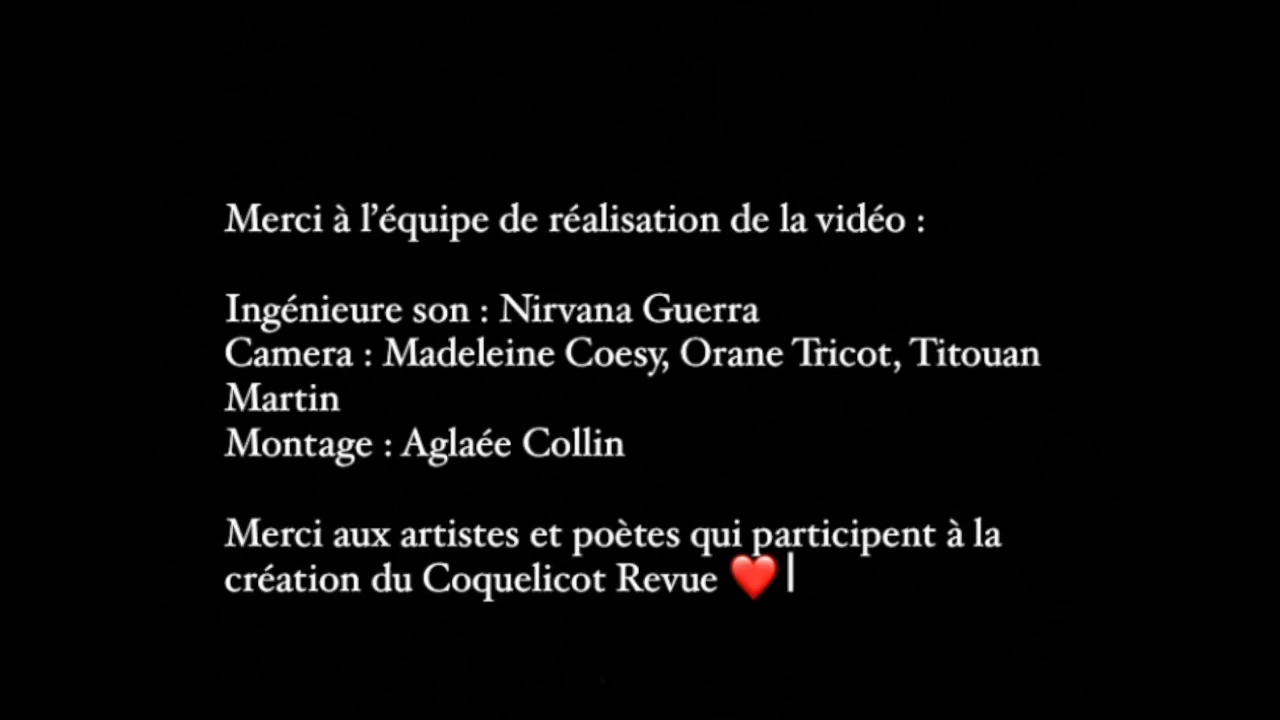 Merci à l’équipe de réalisation de la vidéo :
Ingénieure son : Nirvana Guerra
Camera : Madeleine Coesy, Orane Tricot, Titouan
Martin
Montage : Aglaée Collin
Merci aux artistes et poètes qui participent à la
création du Coquelicot Revue ❤️